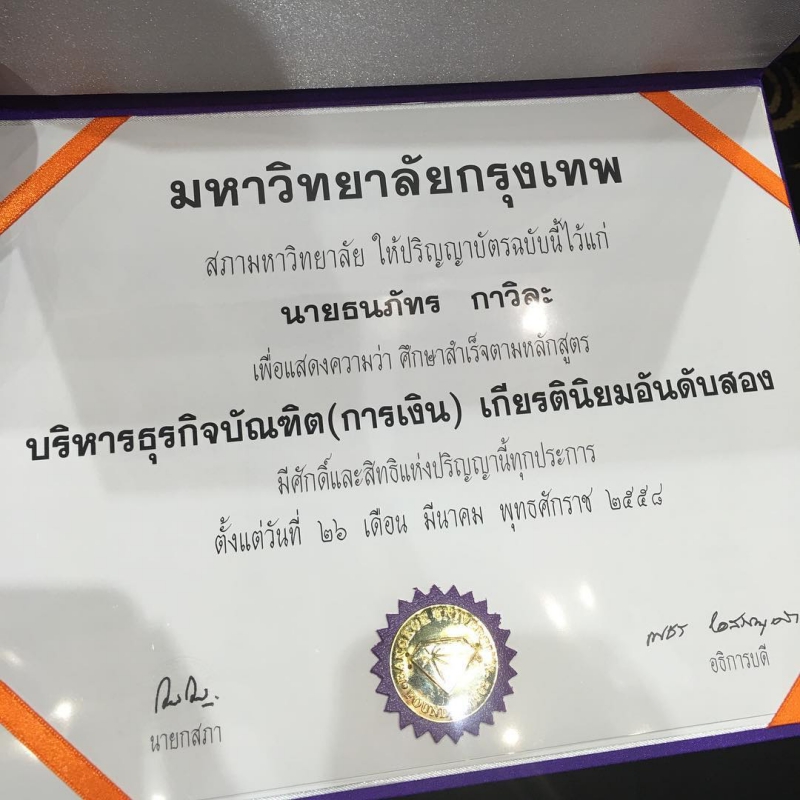 มหาวิทยาลัยกรุงเทพ
สภามหาวิทยาลัย ให้ปริญญาบัตรฉบับนี้ไว้แก่
นายธนภัทร กาวิละ
เพื่อแสดงความว่า ศึกษาสำเร็จตามหลักสูตร
บริหารธุรกิจบัณฑิต(การเงิน) เกียรตินิยมอันดับสอง
มีศักดิ์และสิทธิแห่งปริญญานี้ทุกประการ
ตั้งแต่วันที่ ๒๖ เดือน มีนาคม พุทธศักราช ๒๕๕๘
นายกสภา
อธิการบดี